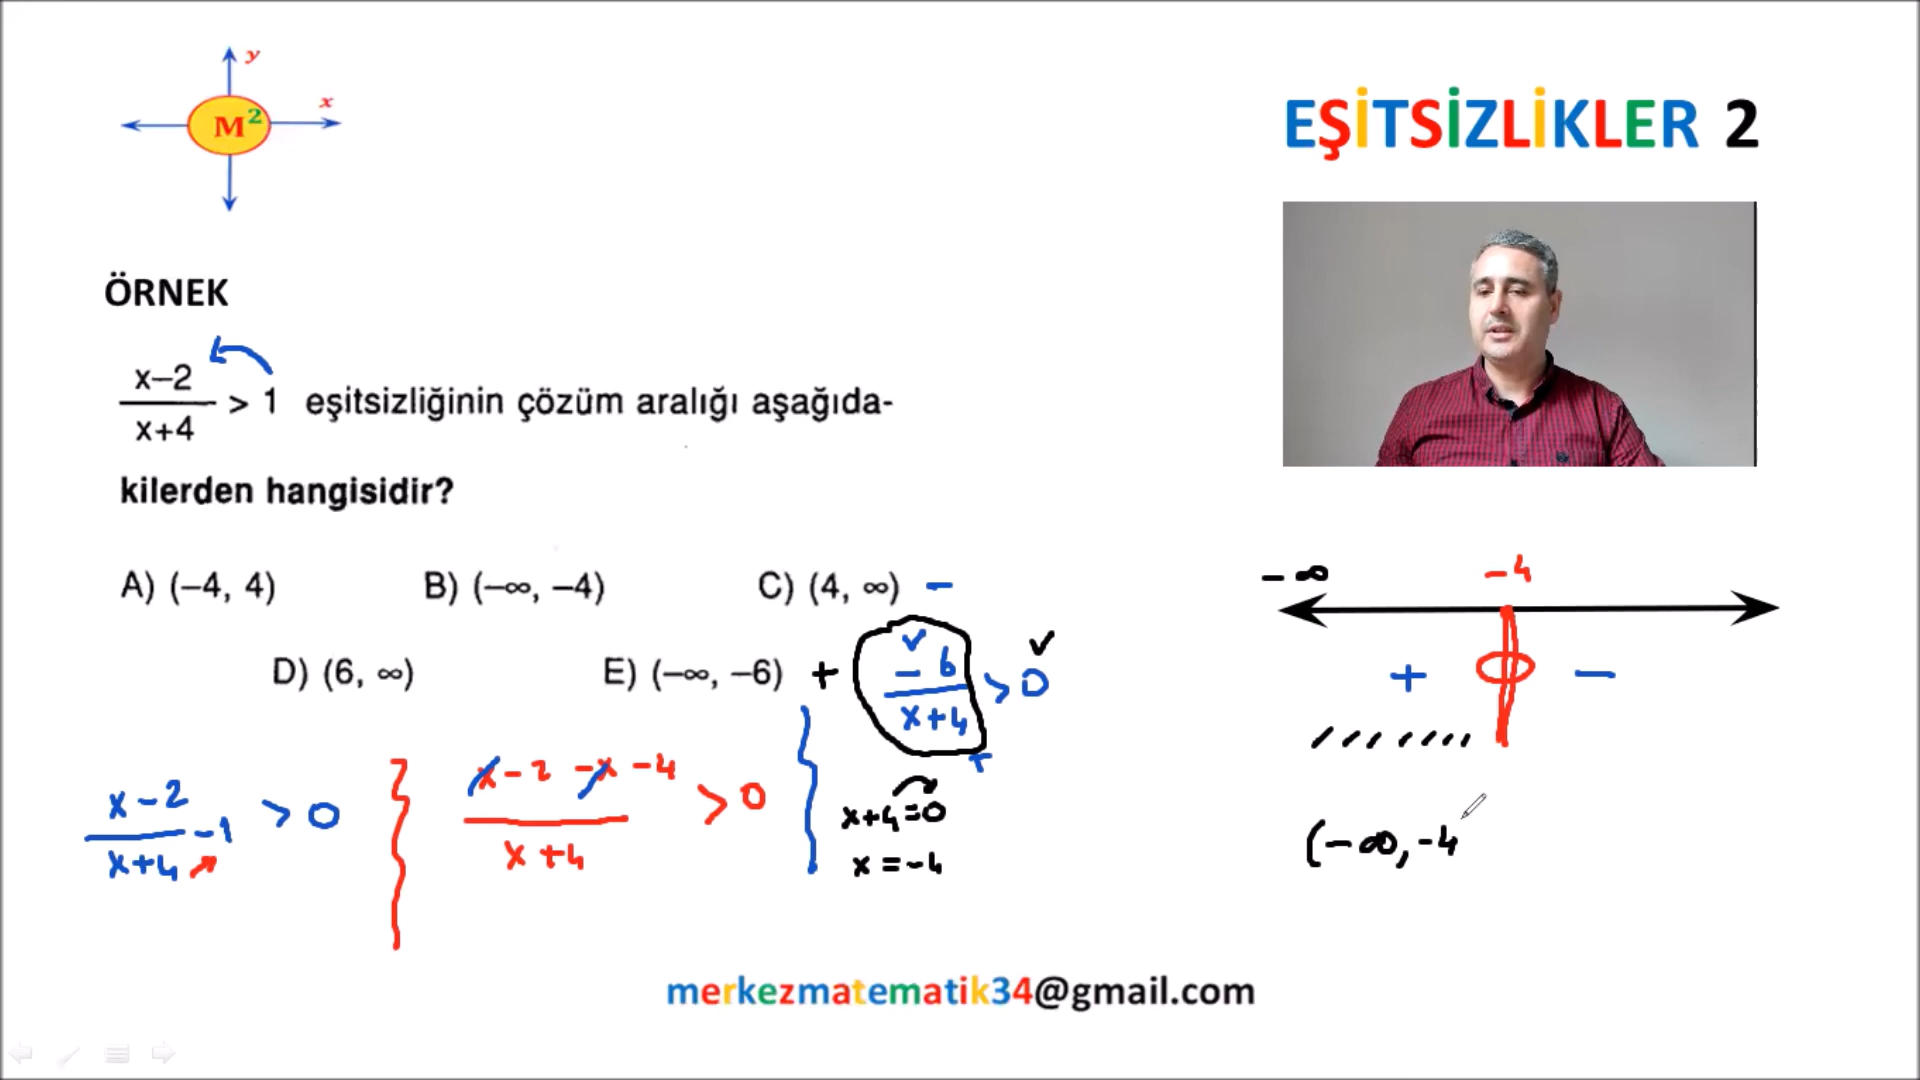 y
x
M²
EŞİTSİZLİKLER 2
ÖRNEK
x–2
x+4
> 1 eşitsizliğinin çözüm aralığı aşağıda-
kilerden hangisidir?
A) (–4, 4) B) (–∞, –4) C) (4, ∞) –
D) (6, ∞) E) (–∞, –6) + –6/x+4 > 0
x–2/x+4 –1 > 0
x–2 –x–4/x+4 > 0
x+4=0
x=–4
–∞ –4
+ –
(–∞,–4
merkezmatematik34@gmail.com